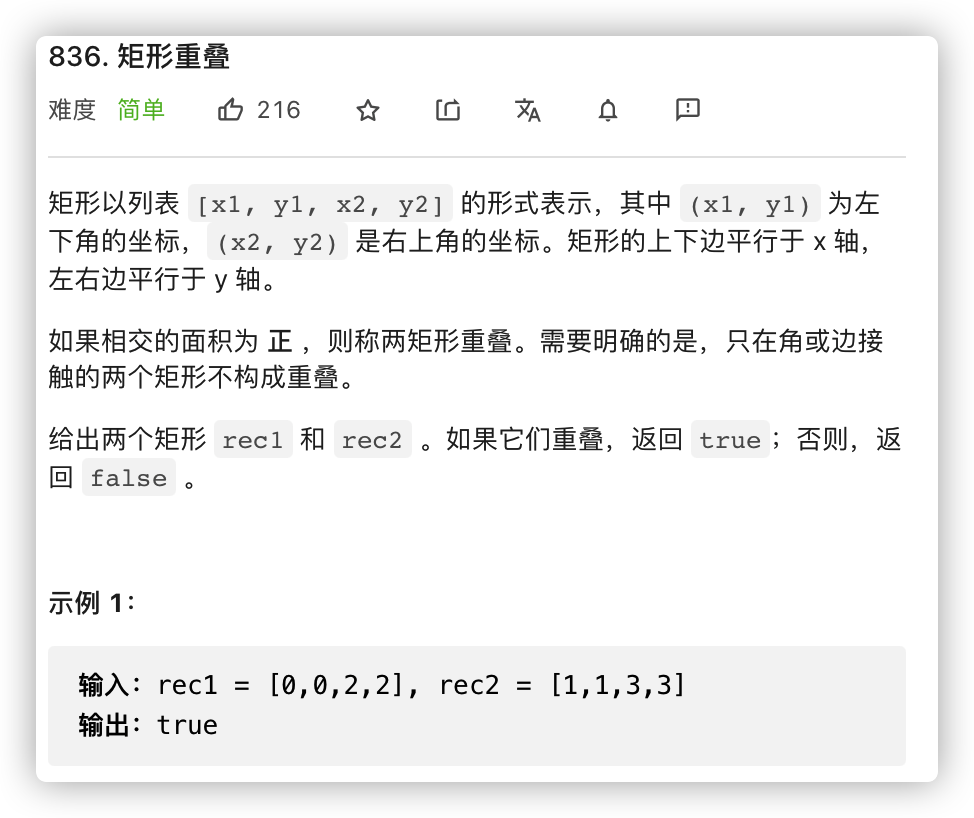 836. 矩形重叠
难度 简单 216
矩形以列表 [x1, y1, x2, y2] 的形式表示，其中 (x1, y1) 为左
下角的坐标， (x2, y2) 是右上角的坐标。矩形的上下边平行于 x 轴，
左右边平行于 y 轴。
如果相交的面积为 正 ，则称两矩形重叠。需要明确的是，只在角或边接
触的两个矩形不构成重叠。
给出两个矩形 rec1 和 rec2 。如果它们重叠，返回 true；否则，返
回 false 。
示例 1：
输入：rec1 = [0,0,2,2], rec2 = [1,1,3,3]
输出：true